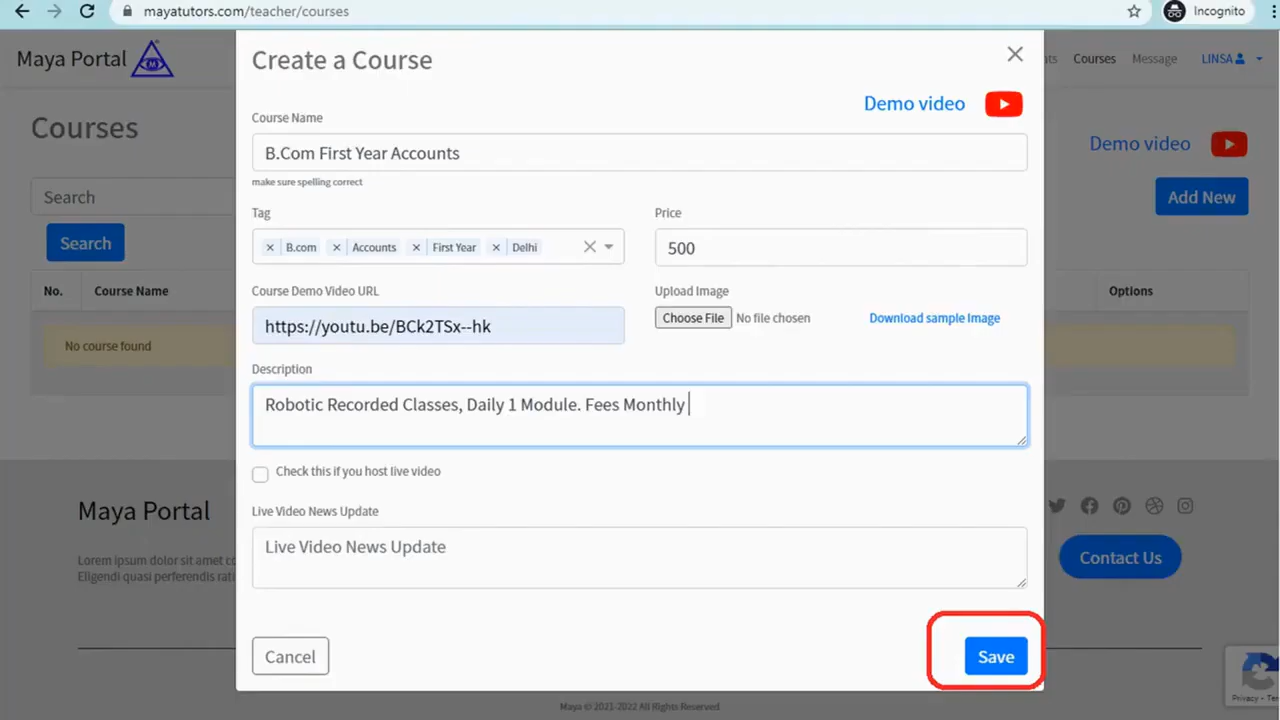 mayatutors.com/teacher/courses
Incognito
Maya Portal
M
Courses
Message
LINSA
Create a Course
Demo video
Course Name
B.Com First Year Accounts
make sure spelling correct
Courses
Demo video
Search
Add New
Search
Tag
Price
× B.com × Accounts × First Year × Delhi
500
No.
Course Name
Options
Course Demo Video URL
Upload Image
https://youtu.be/BCk2TSx--hk
Choose File No file chosen
Download sample Image
No course found
Description
Robotic Recorded Classes, Daily 1 Module. Fees Monthly
Check this if you host live video
Live Video News Update
Live Video News Update
Maya Portal
Lorem ipsum dolor sit amet
Eligendi quasi perferendis
Contact Us
Cancel
Save
Privacy
Maya © 2021-2022 All Rights Reserved